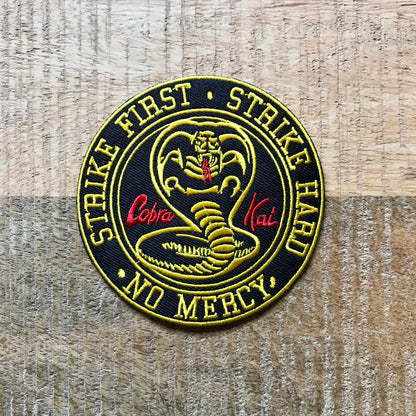 STRIKE FIRST · STRIKE HARD
· NO MERCY ·
Cobra Kai